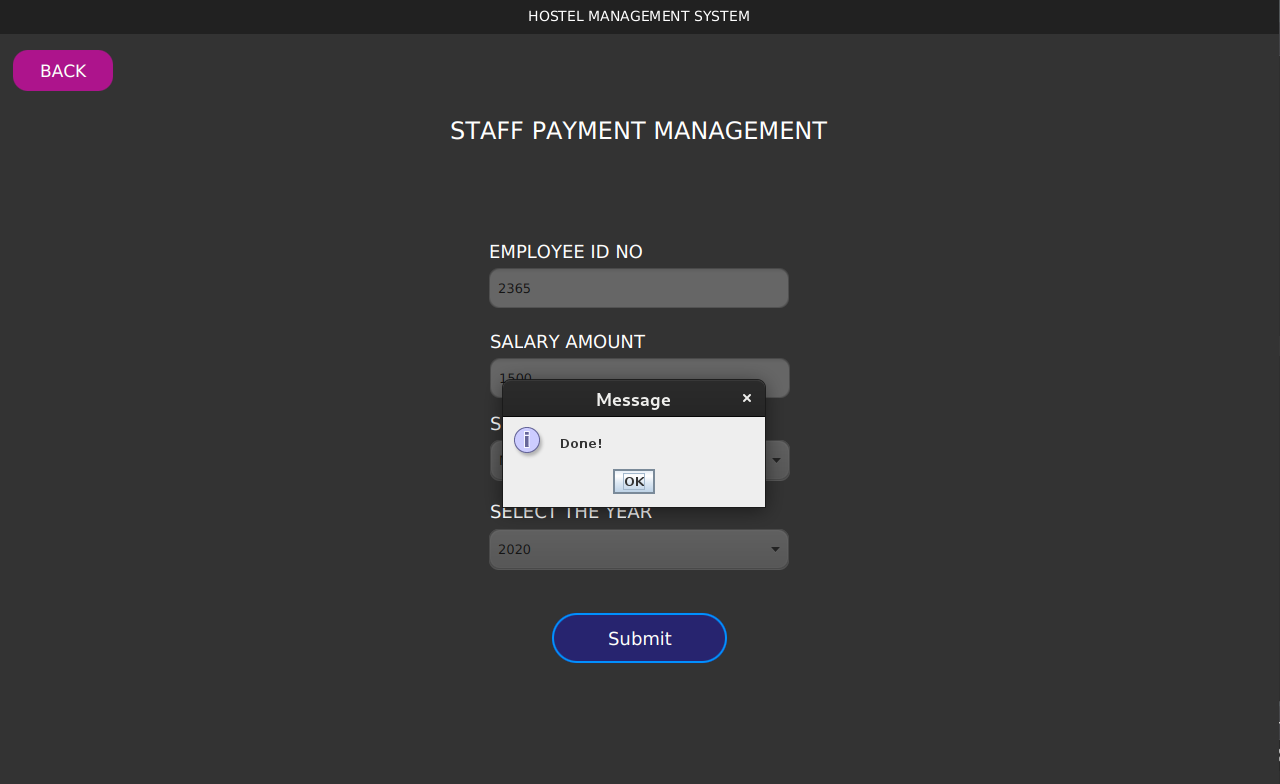 HOSTEL MANAGEMENT SYSTEM
BACK
STAFF PAYMENT MANAGEMENT
EMPLOYEE ID NO
2365
SALARY AMOUNT
1500
Message
Done!
OK
SELECT THE YEAR
2020
Submit